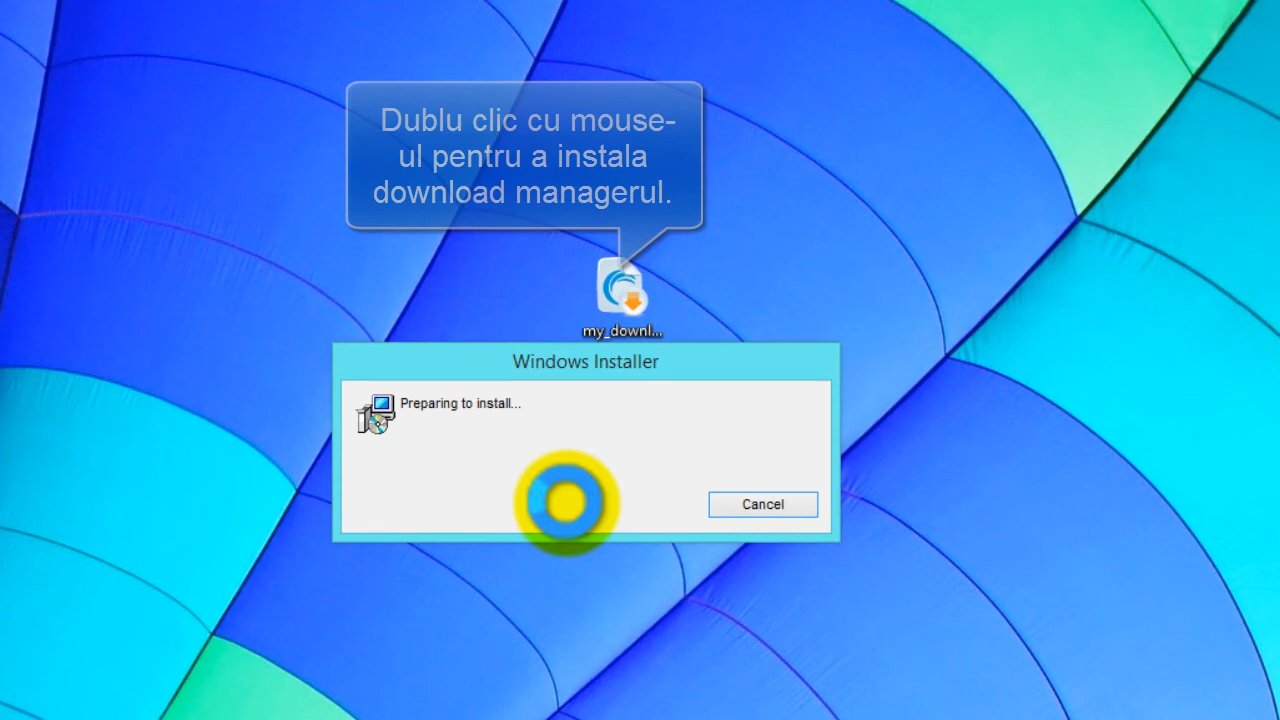 Dublu clic cu mouse-
ul pentru a instala
download managerul.
my_downl...
Windows Installer
Preparing to install...
Cancel